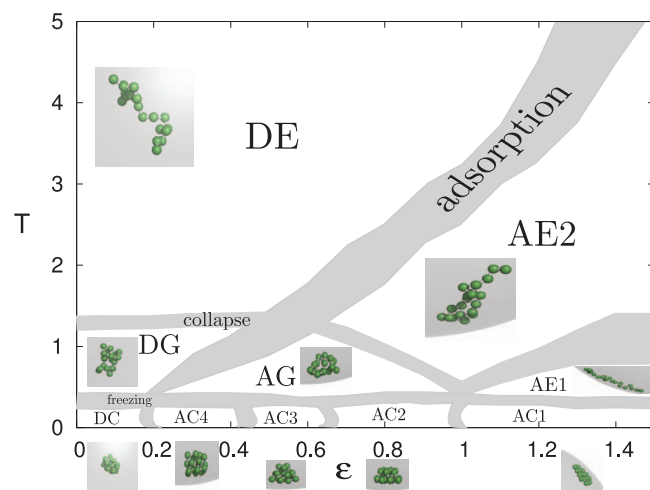 5
4
3
2
1
0
T
DE
adsorption
AE2
collapse
DG
AG
AE1
freezing
DC
AC4
AC3
AC2
AC1
0
0.2
0.4
0.6
0.8
1
1.2
1.4
ε